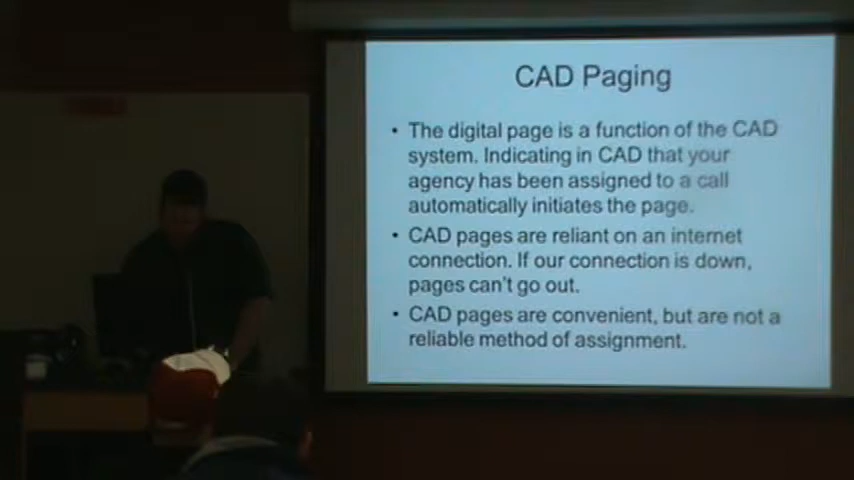 CAD Paging
• The digital page is a function of the CAD
system. Indicating in CAD that your
agency has been assigned to a call
automatically initiates the page.
• CAD pages are reliant on an internet
connection. If our connection is down,
pages can't go out.
• CAD pages are convenient, but are not a
reliable method of assignment.